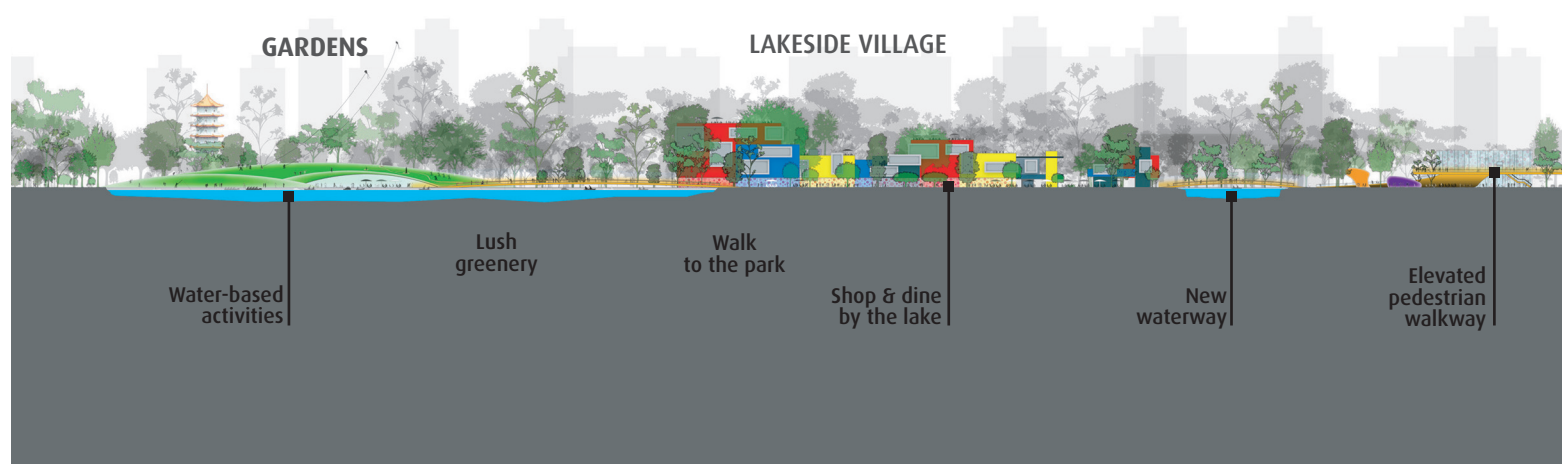 GARDENS
LAKESIDE VILLAGE
Lush
greenery
Walk
to the park
Water-based
activities
Shop & dine
by the lake
New
waterway
Elevated
pedestrian
walkway